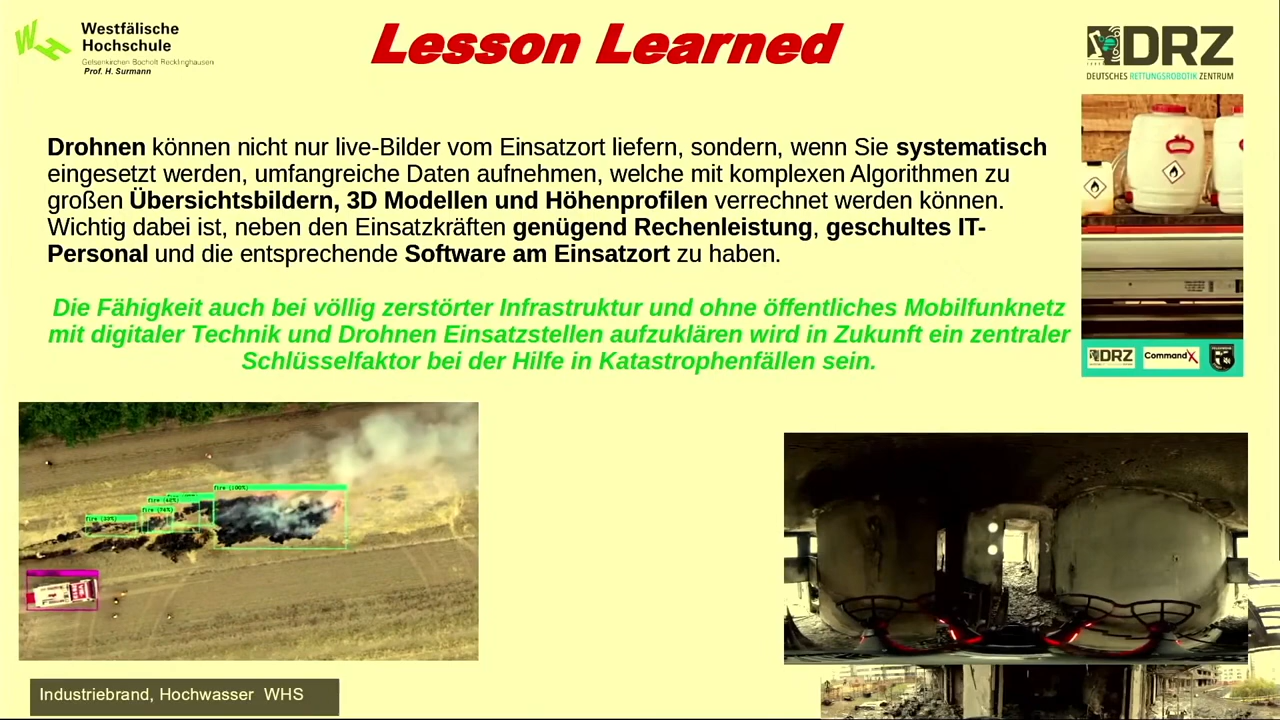 Westfälische
Hochschule
Gelsenkirchen Bocholt Recklinghausen
Prof. H. Surmann
Lesson Learned
DRZ
DEUTSCHES RETTUNGSROBOTIK ZENTRUM
Drohnen können nicht nur live-Bilder vom Einsatzort liefern, sondern, wenn Sie systematisch
eingesetzt werden, umfangreiche Daten aufnehmen, welche mit komplexen Algorithmen zu
großen Übersichtsbildern, 3D Modellen und Höhenprofilen verrechnet werden können.
Wichtig dabei ist, neben den Einsatzkräften genügend Rechenleistung, geschultes IT-
Personal und die entsprechende Software am Einsatzort zu haben.
Die Fähigkeit auch bei völlig zerstörter Infrastruktur und ohne öffentliches Mobilfunknetz
mit digitaler Technik und Drohnen Einsatzstellen aufzuklären wird in Zukunft ein zentraler
Schlüsselfaktor bei der Hilfe in Katastrophenfällen sein.
DRZ
CommandX
fire (100%)
fire (74%)
Industriebrand, Hochwasser WHS